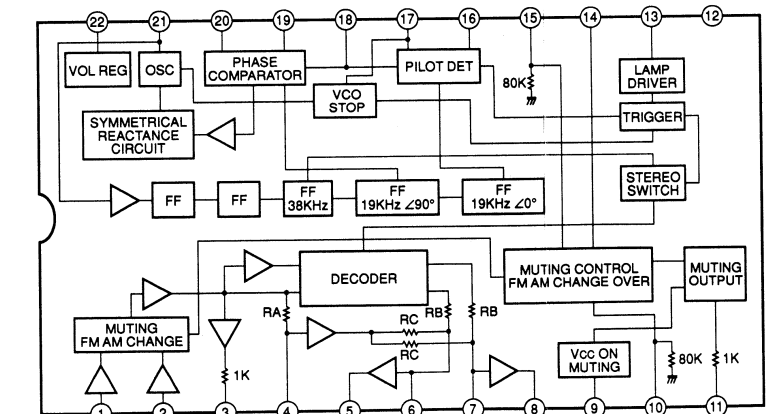 22 21 20 19 18 17 16 15 14 13 12
VOL REG
OSC
PHASE
COMPARATOR
PILOT DET
80K
LAMP
DRIVER
VCO
STOP
TRIGGER
SYMMETRICAL
REACTANCE
CIRCUIT
STEREO
SWITCH
FF
FF
FF
38KHz
FF
19KHz ∠90°
FF
19KHz ∠0°
DECODER
MUTING CONTROL
FM AM CHANGE OVER
MUTING
OUTPUT
RA
RB
RB
RC
RC
MUTING
FM AM CHANGE
VCC ON
MUTING
1K
80K
1K
1 2 3 4 5 6 7 8 9 10 11